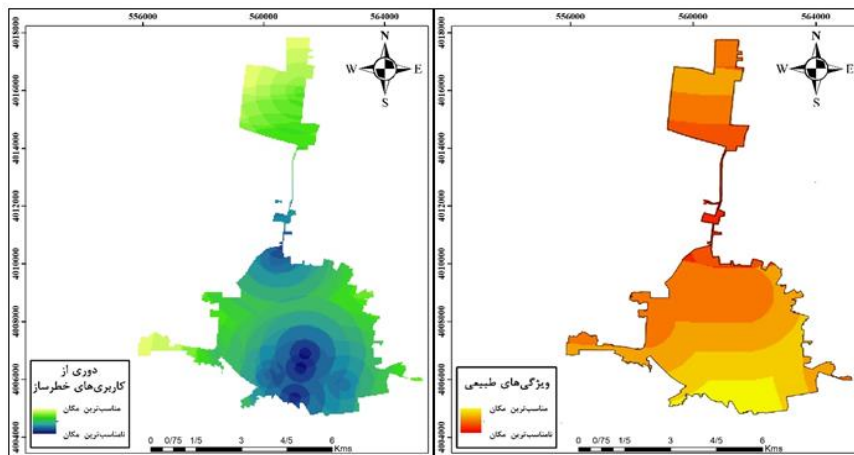 556000 560000 564000
4018000
4016000
4014000
4012000
4010000
4008000
4006000
4004000
N
W E
S
دوری از
کاربری‌های خطرساز
مناسب‌ترین مکان
نامناسب‌ترین مکان
0 0/75 1/5 3 4/5 6
Kms
556000 560000 564000
4018000
4016000
4014000
4012000
4010000
4008000
4006000
4004000
N
W E
S
ویژگی‌های طبیعی
مناسب‌ترین مکان
نامناسب‌ترین مکان
0 0/75 1/5 3 4/5 6
Kms